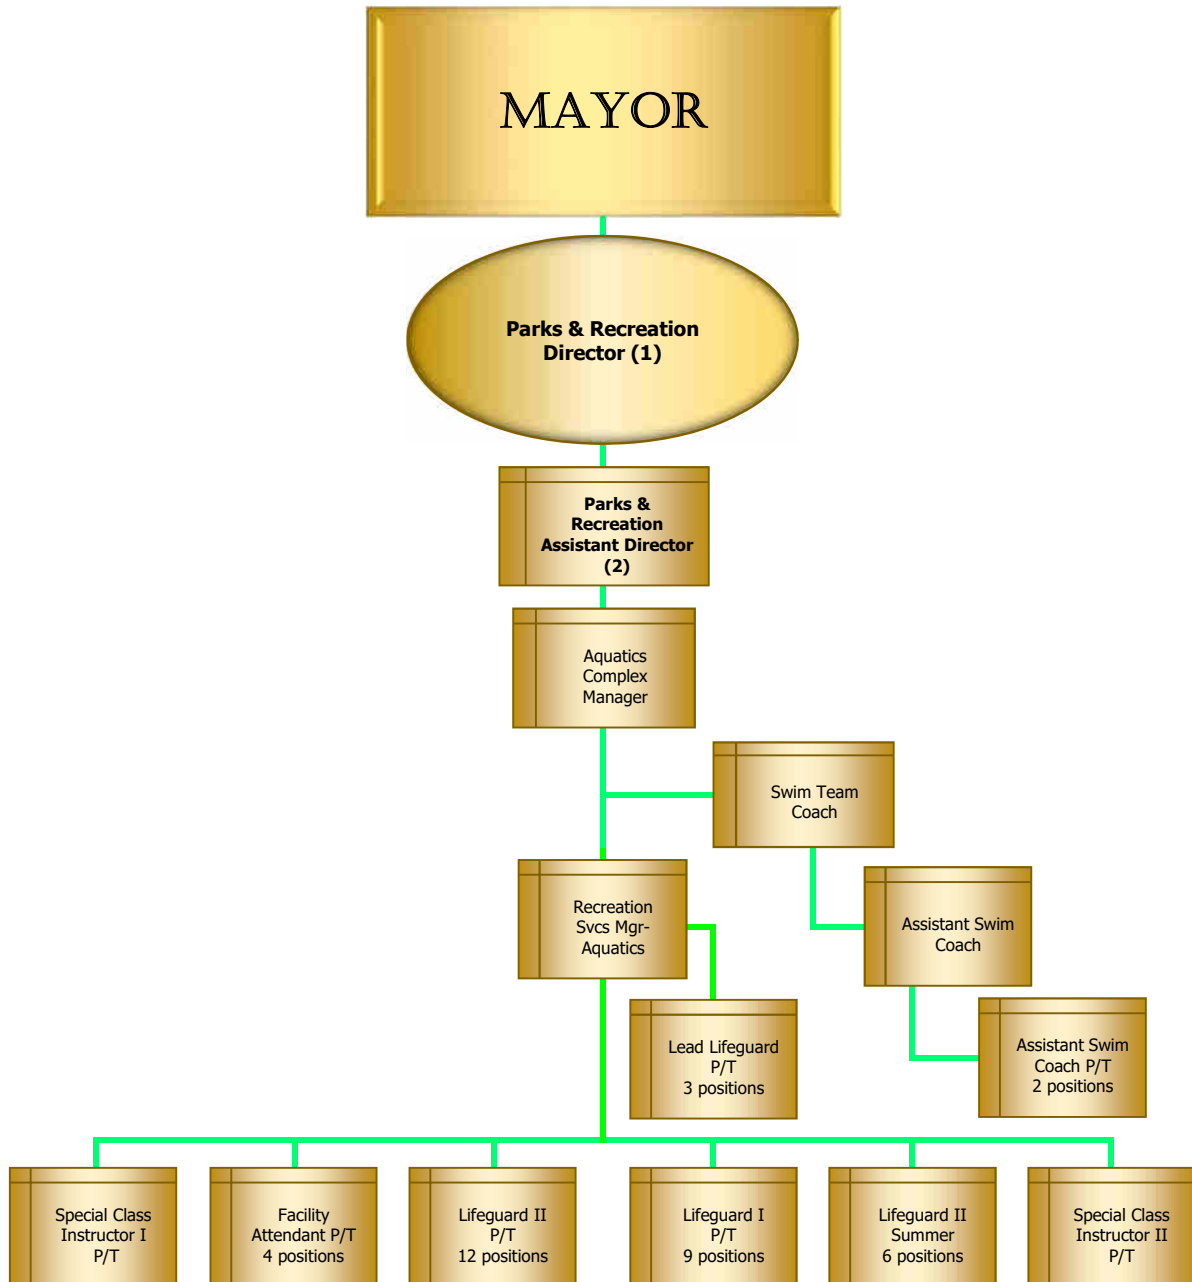 MAYOR
Parks & Recreation
Director (1)
Parks &
Recreation
Assistant Director
(2)
Aquatics
Complex
Manager
Swim Team
Coach
Recreation
Svcs Mgr-
Aquatics
Assistant Swim
Coach
Lead Lifeguard
P/T
3 positions
Assistant Swim
Coach P/T
2 positions
Special Class
Instructor I
P/T
Facility
Attendant P/T
4 positions
Lifeguard II
P/T
12 positions
Lifeguard I
P/T
9 positions
Lifeguard II
Summer
6 positions
Special Class
Instructor II
P/T